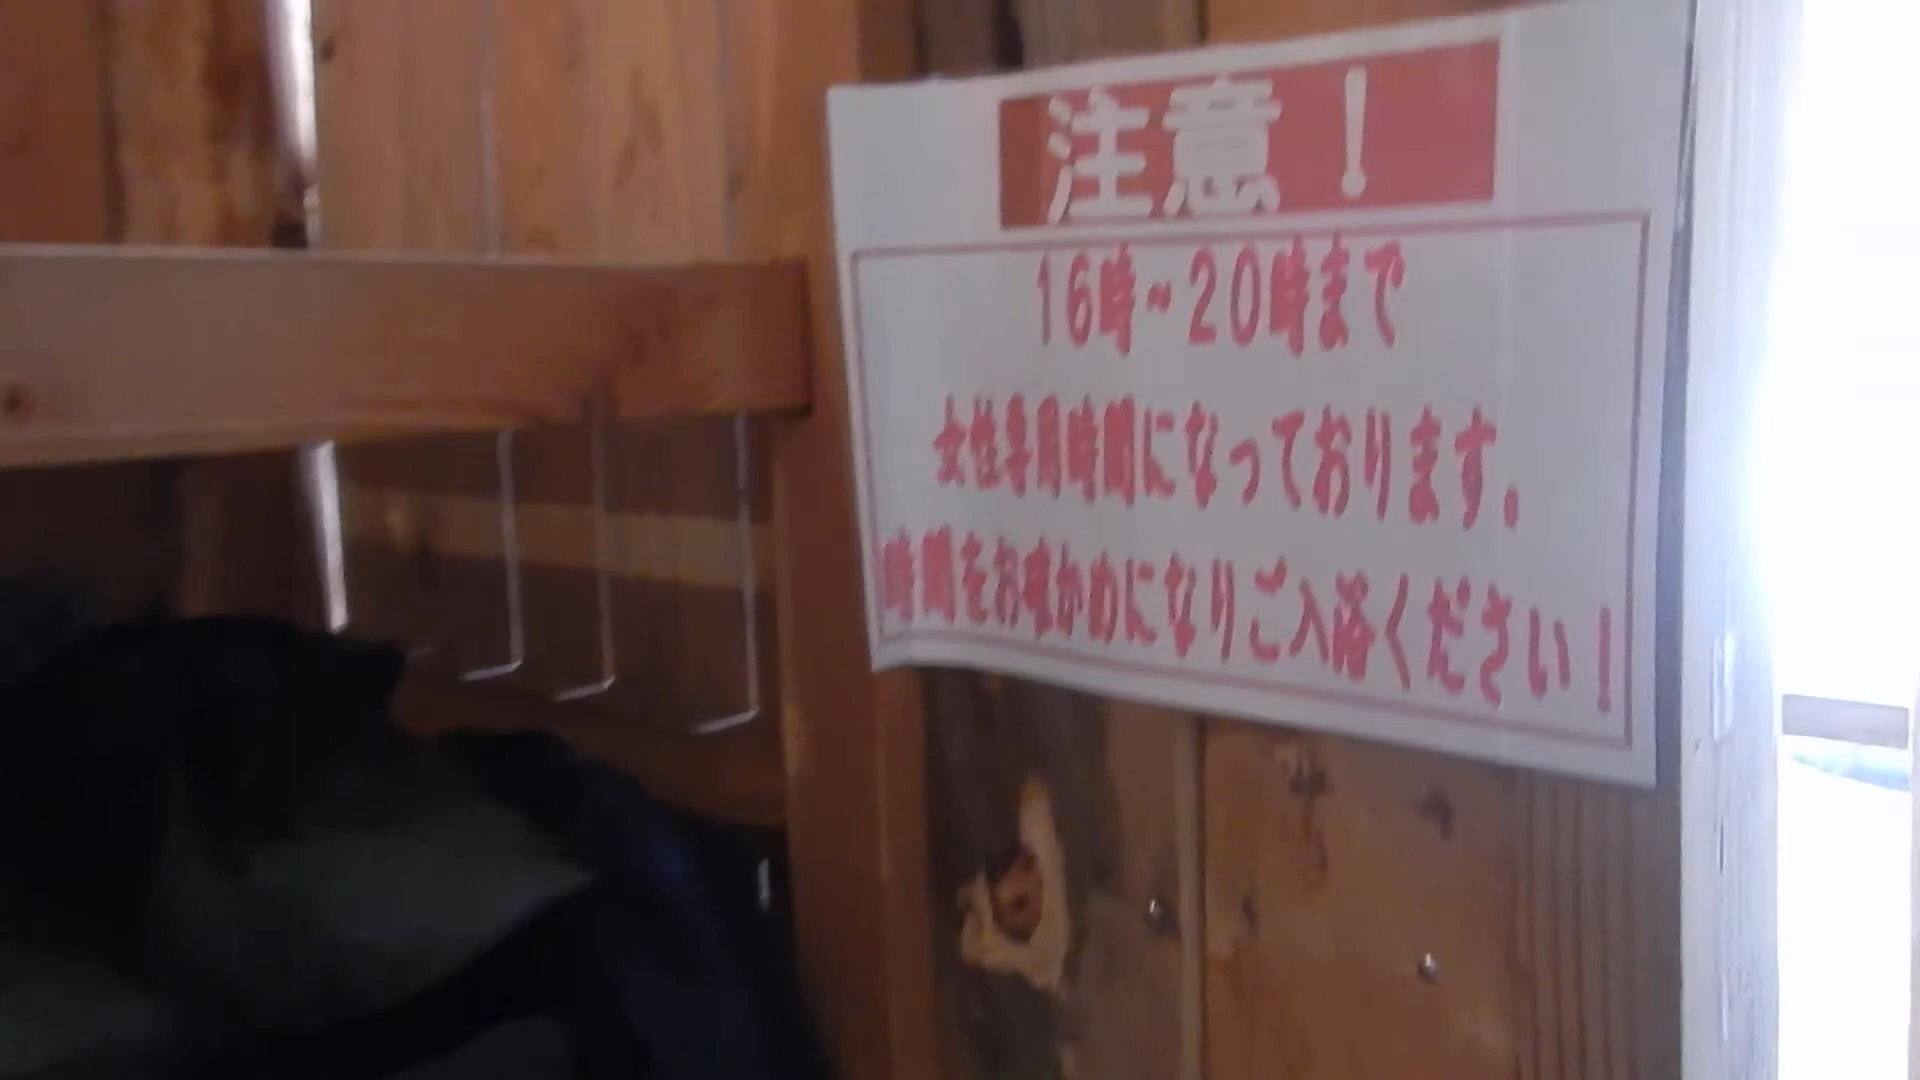 注意！
16時~20時まで
女性専用時間になっております。
時間をお確かめになりご入浴ください！